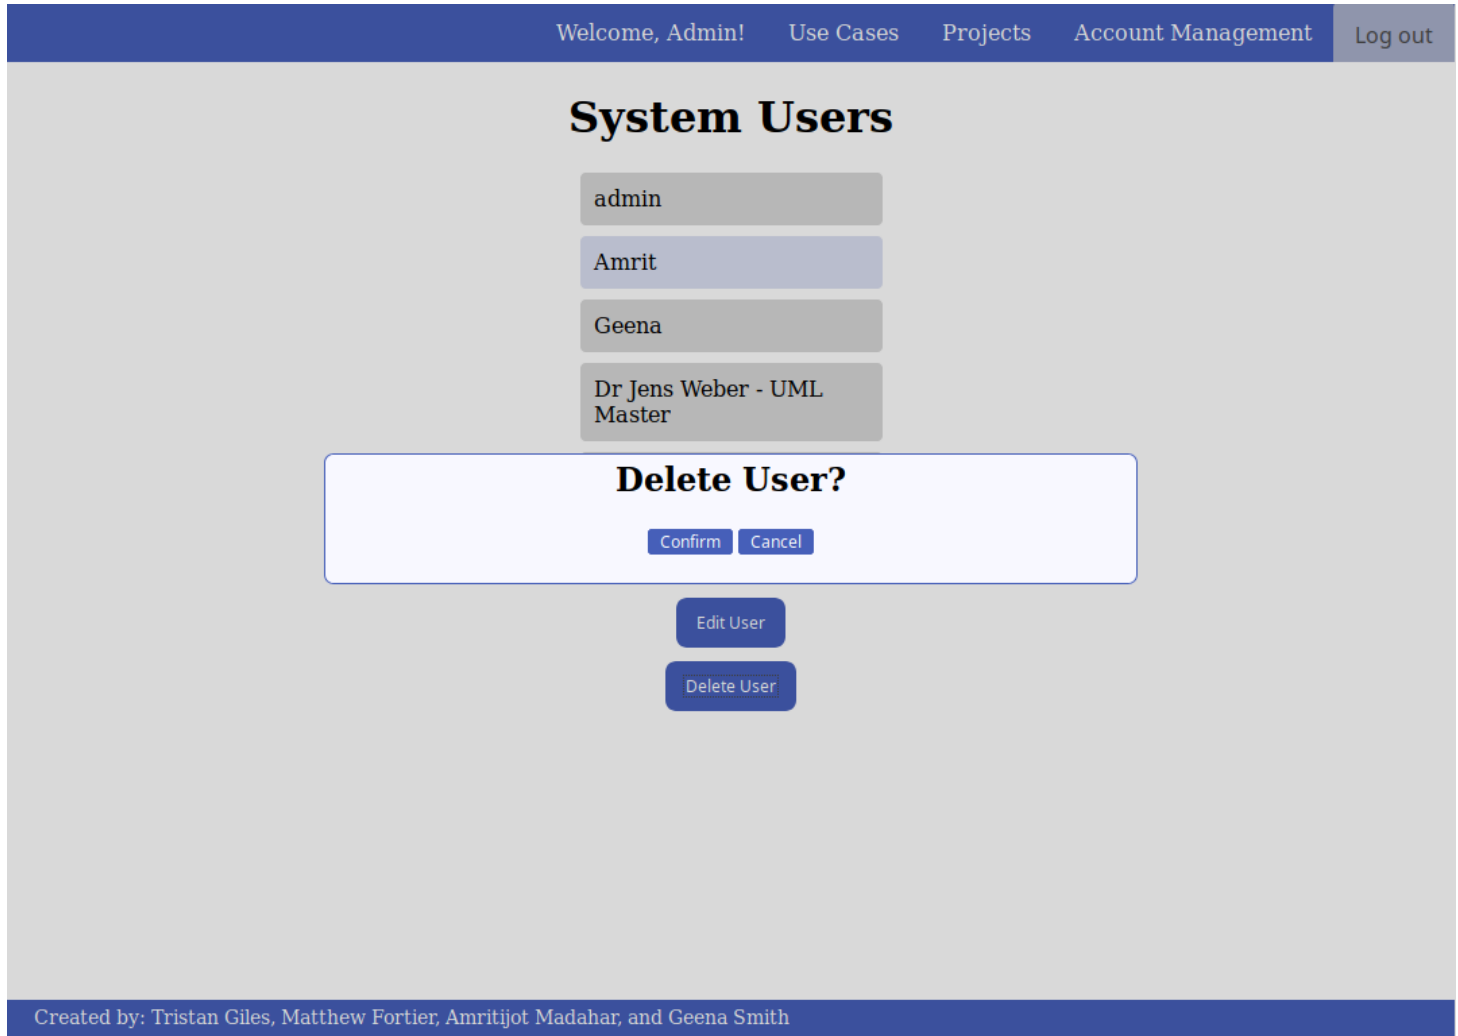 Welcome, Admin! Use Cases Projects Account Management Log out
System Users
admin
Amrit
Geena
Dr Jens Weber - UML
Master
Delete User?
Confirm Cancel
Edit User
Delete User
Created by: Tristan Giles, Matthew Fortier, Amritijot Madahar, and Geena Smith